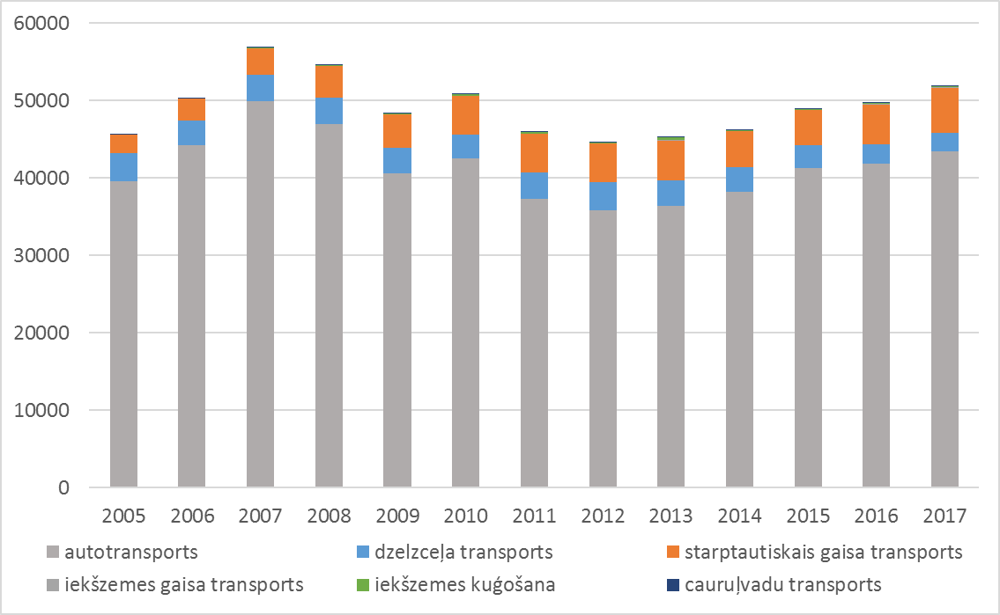 60000
50000
40000
30000
20000
10000
0
2005 2006 2007 2008 2009 2010 2011 2012 2013 2014 2015 2016 2017
autotransports dzelzceļa transports starptautiskais gaisa transports
iekšzemes gaisa transports iekšzemes kuģošana cauruļvadu transports